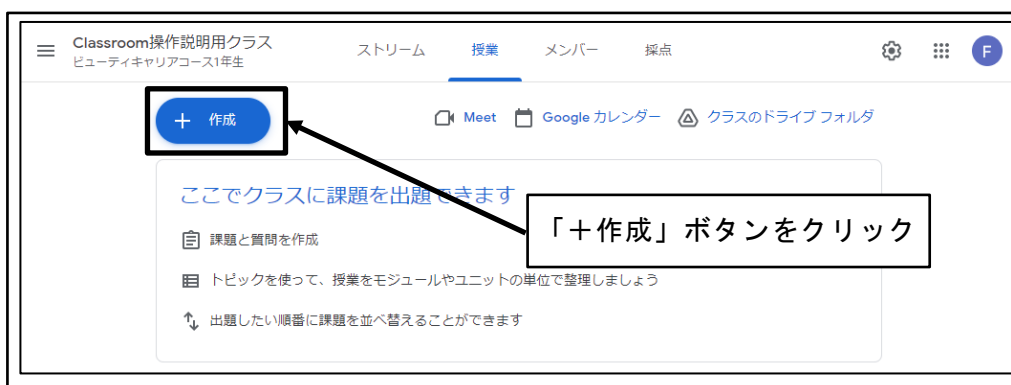 Classroom操作説明用クラス
ビューティキャリアコース1年生
ストリーム 授業 メンバー 採点
F
+ 作成
Meet Google カレンダー クラスのドライブ フォルダ
ここでクラスに課題を出題できます
「+作成」ボタンをクリック
課題と質問を作成
トピックを使って、授業をモジュールやユニットの単位で整理しましょう
出題したい順番に課題を並べ替えることができます